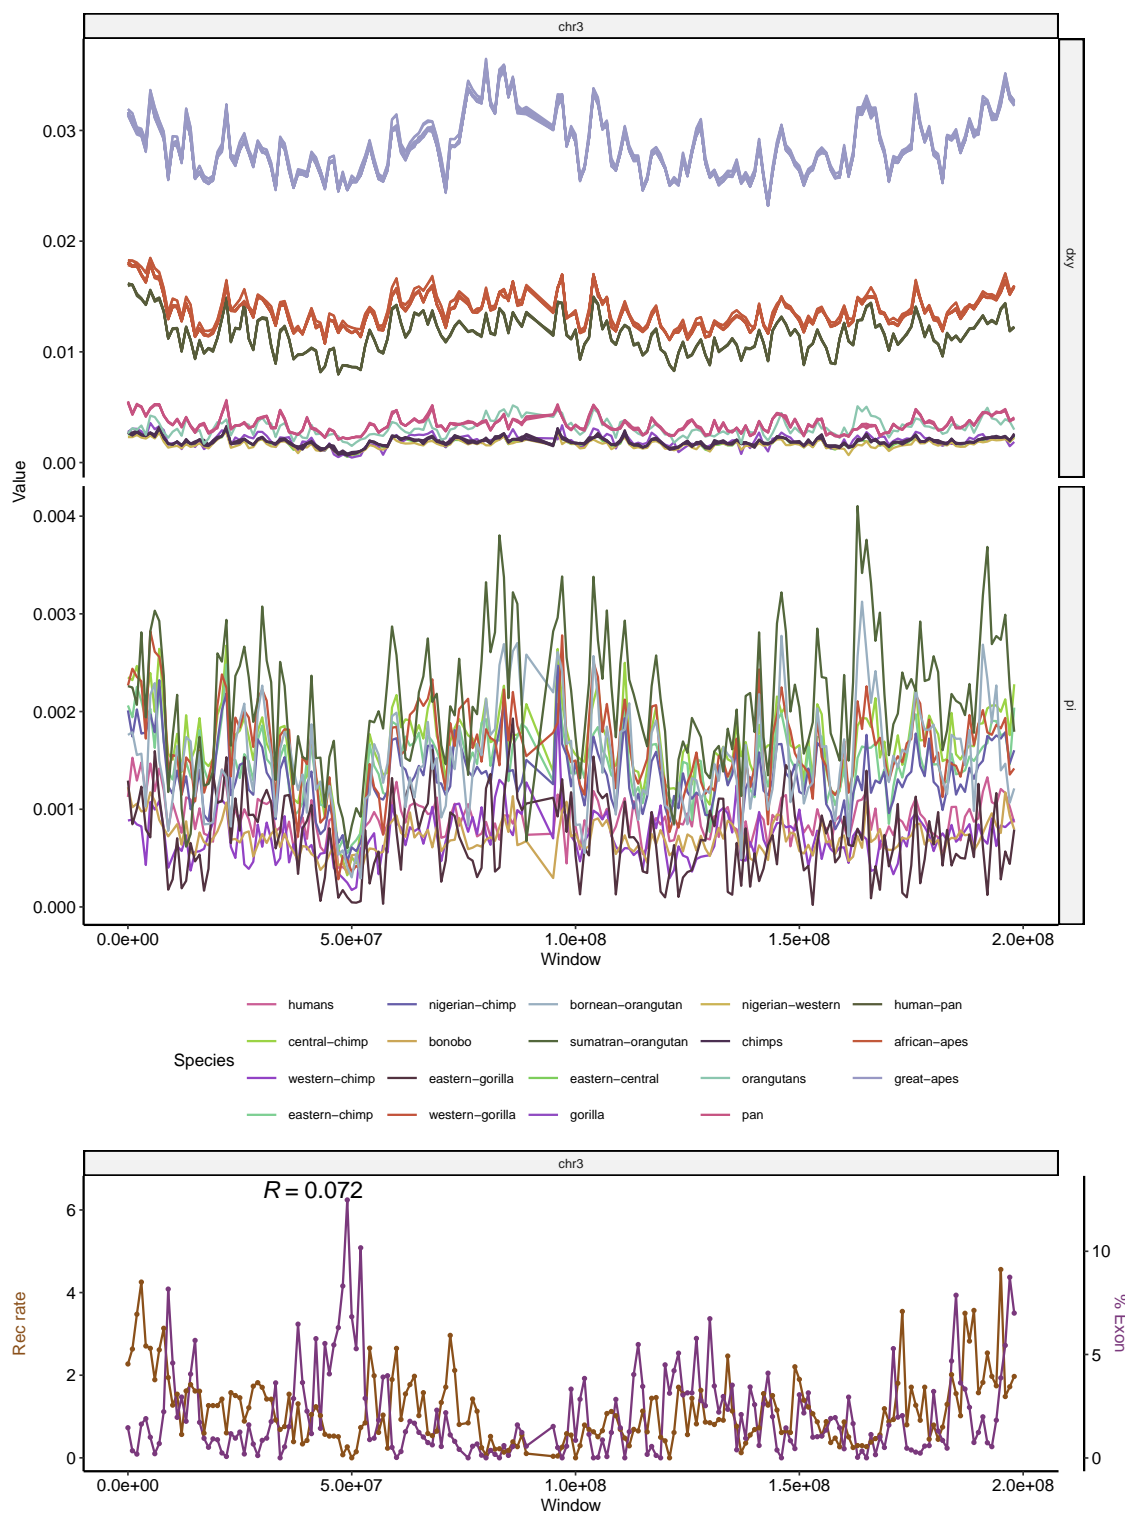 chr3
0.03
0.02
0.01
0.00
dxy
Value
0.004
0.003
0.002
0.001
0.000
pi
0.0e+00 5.0e+07 1.0e+08 1.5e+08 2.0e+08
Window
Species
humans nigerian−chimp bornean−orangutan nigerian−western human−pan
central−chimp bonobo sumatran−orangutan chimps african−apes
western−chimp eastern−gorilla eastern−central orangutans great−apes
eastern−chimp western−gorilla gorilla pan
chr3
R = 0.072
6
4
2
0
Rec rate
10
5
0
% Exon
0.0e+00 5.0e+07 1.0e+08 1.5e+08 2.0e+08
Window